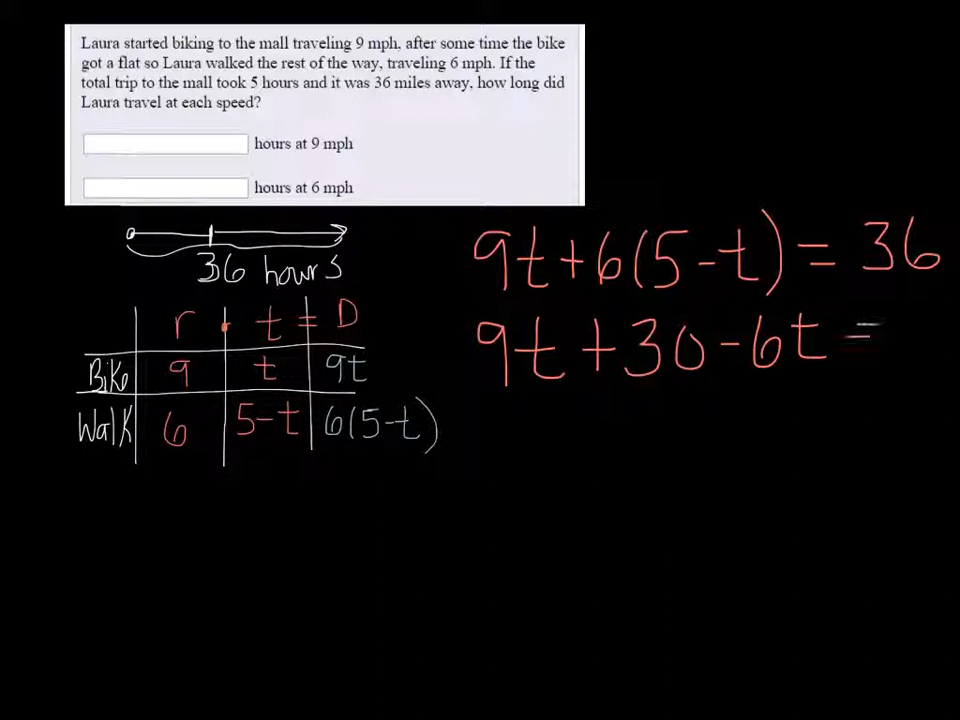 Laura started biking to the mall traveling 9 mph, after some time the bike
got a flat so Laura walked the rest of the way, traveling 6 mph. If the
total trip to the mall took 5 hours and it was 36 miles away, how long did
Laura travel at each speed?
hours at 9 mph
hours at 6 mph
36 hours
r · t = D
Bike 9 t 9t
Walk 6 5-t 6(5-t)
9t+6(5-t) = 36
9t + 30 - 6t =